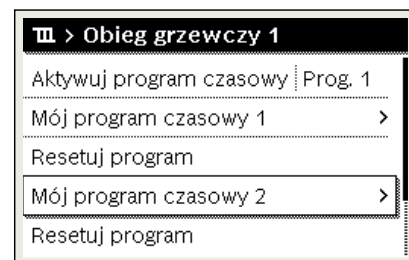 > Obieg grzewczy 1
Aktywuj program czasowy Prog. 1
Mój program czasowy 1 >
Resetuj program
Mój program czasowy 2 >
Resetuj program